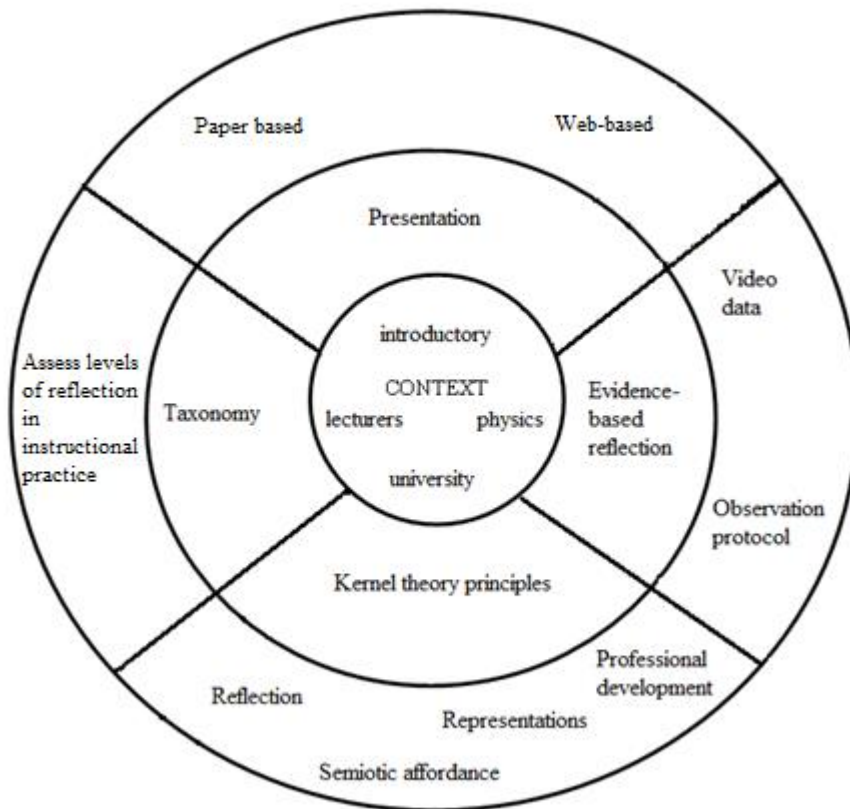 Paper based
Web-based
Presentation
Video
data
introductory
CONTEXT
lecturers physics
university
Assess levels
of reflection
in
instructional
practice
Taxonomy
Evidence-
based
reflection
Observation
protocol
Kernel theory principles
Professional
development
Reflection
Representations
Semiotic affordance